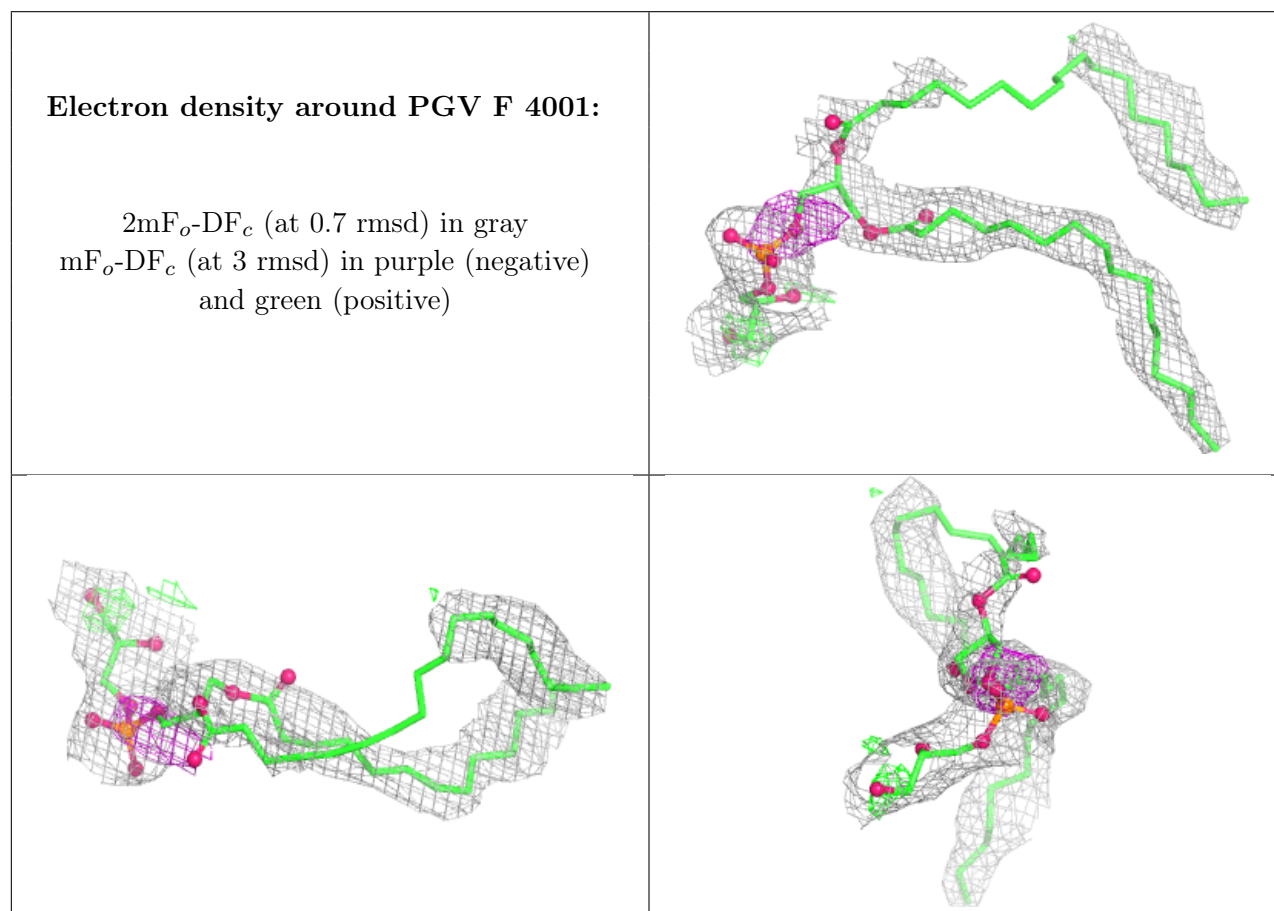 Electron density around PGV F 4001:
2mFo-DFc (at 0.7 rmsd) in gray
mFo-DFc (at 3 rmsd) in purple (negative)
and green (positive)